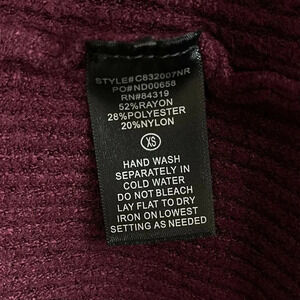 STYLE#C832007NR
PO#ND00658
RN#84319
52%RAYON
28%POLYESTER
20%NYLON
XS
HAND WASH
SEPARATELY IN
COLD WATER
DO NOT BLEACH
LAY FLAT TO DRY
IRON ON LOWEST
SETTING AS NEEDED